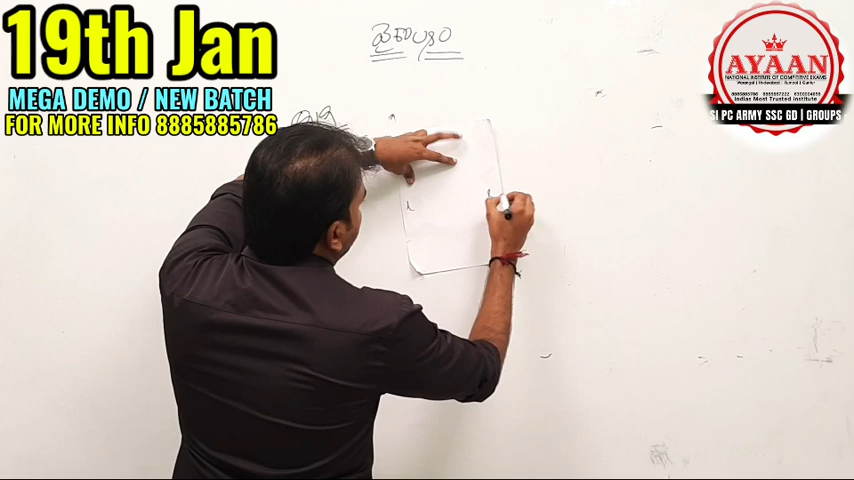 19th Jan
MEGA DEMO / NEW BATCH
FOR MORE INFO 8885885786
AYAAN
NATIONAL INSTITUTE OF COMPETITIVE EXAMS
Indias Most Trusted Institute
SI PC ARMY SSC GD | GROUPS
వైశాల్యం